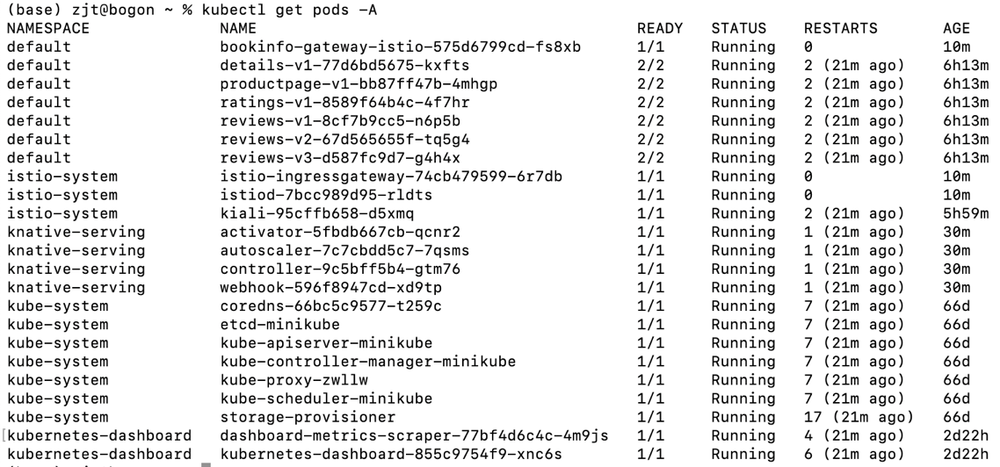 (base) zjt@bogon ~ % kubectl get pods -A
NAMESPACE NAME READY STATUS RESTARTS AGE
default bookinfo-gateway-istio-575d6799cd-fs8xb 1/1 Running 0 10m
default details-v1-77d6bd5675-kxfts 2/2 Running 2 (21m ago) 6h13m
default productpage-v1-bb87ff47b-4mhgp 2/2 Running 2 (21m ago) 6h13m
default ratings-v1-8589f64b4c-4f7hr 2/2 Running 2 (21m ago) 6h13m
default reviews-v1-8cf7b9cc5-n6p5b 2/2 Running 2 (21m ago) 6h13m
default reviews-v2-67d565655f-tq5g4 2/2 Running 2 (21m ago) 6h13m
default reviews-v3-d587fc9d7-g4h4x 2/2 Running 2 (21m ago) 6h13m
istio-system istio-ingressgateway-74cb479599-6r7db 1/1 Running 0 10m
istio-system istiod-7bcc989d95-rldts 1/1 Running 0 10m
istio-system kiali-95cffb658-d5xmq 1/1 Running 2 (21m ago) 5h59m
knative-serving activator-5fbdb667cb-qcnr2 1/1 Running 1 (21m ago) 30m
knative-serving autoscaler-7c7cbdd5c7-7qsms 1/1 Running 1 (21m ago) 30m
knative-serving controller-9c5bff5b4-gtm76 1/1 Running 1 (21m ago) 30m
knative-serving webhook-596f8947cd-xd9tp 1/1 Running 1 (21m ago) 30m
kube-system coredns-66bc5c9577-t259c 1/1 Running 7 (21m ago) 66d
kube-system etcd-minikube 1/1 Running 7 (21m ago) 66d
kube-system kube-apiserver-minikube 1/1 Running 7 (21m ago) 66d
kube-system kube-controller-manager-minikube 1/1 Running 7 (21m ago) 66d
kube-system kube-proxy-zwllw 1/1 Running 7 (21m ago) 66d
kube-system kube-scheduler-minikube 1/1 Running 7 (21m ago) 66d
kube-system storage-provisioner 1/1 Running 17 (21m ago) 66d
kubernetes-dashboard dashboard-metrics-scraper-77bf4d6c4c-4m9js 1/1 Running 4 (21m ago) 2d22h
kubernetes-dashboard kubernetes-dashboard-855c9754f9-xnc6s 1/1 Running 6 (21m ago) 2d22h